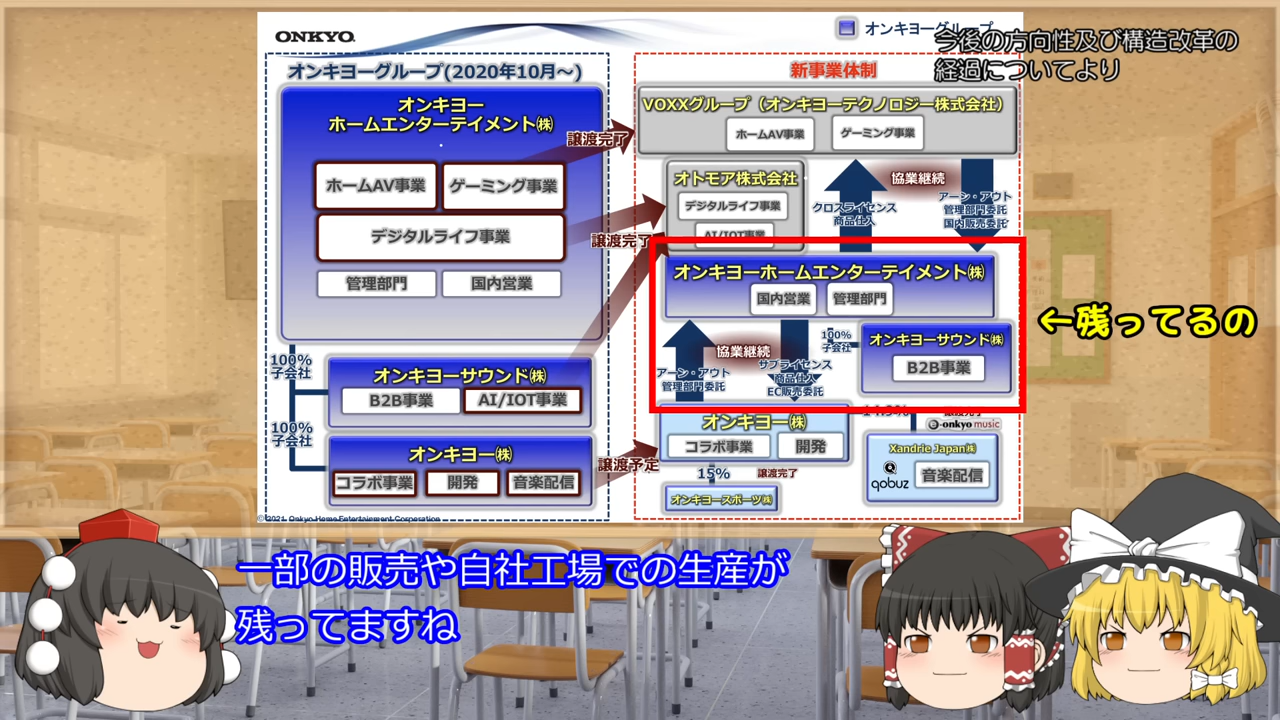 ONKYO
オンキヨーグループ
今後の方向性及び構造改革の
経過についてより
オンキヨーグループ(2020年10月～)
オンキヨー
ホームエンターテイメント㈱
ホームAV事業
ゲーミング事業
デジタルライフ事業
管理部門
国内営業
100%
子会社
オンキヨーサウンド㈱
B2B事業
AI/IOT事業
100%
子会社
オンキヨー㈱
コラボ事業
開発
音楽配信
© 2021 Onkyo Home Entertainment Corporation
譲渡完了
譲渡完了
譲渡予定
新事業体制
VOXXグループ（オンキヨーテクノロジー株式会社）
ホームAV事業
ゲーミング事業
オトモア株式会社
デジタルライフ事業
AI/IOT事業
協業継続
クロスライセンス
商品仕入
アーン・アウト
管理部門委託
国内販売委託
オンキヨーホームエンターテイメント㈱
国内営業
管理部門
←残ってるの
100%
子会社
オンキヨーサウンド㈱
B2B事業
協業継続
アーン・アウト
管理部門委託
サブライセンス
商品仕入
EC販売委託
オンキヨー㈱
コラボ事業
開発
15%
オンキヨースポーツ㈱
譲渡完了
e-onkyo music
Xandrie Japan㈱
qobuz
音楽配信
一部の販売や自社工場での生産が
残ってますね